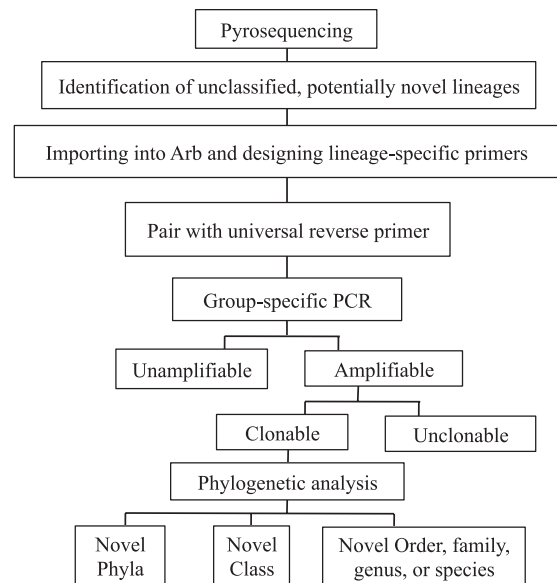 Pyrosequencing
Identification of unclassified, potentially novel lineages
Importing into Arb and designing lineage-specific primers
Pair with universal reverse primer
Group-specific PCR
Unamplifiable
Amplifiable
Clonable
Unclonable
Phylogenetic analysis
Novel
Phyla
Novel
Class
Novel Order, family,
genus, or species